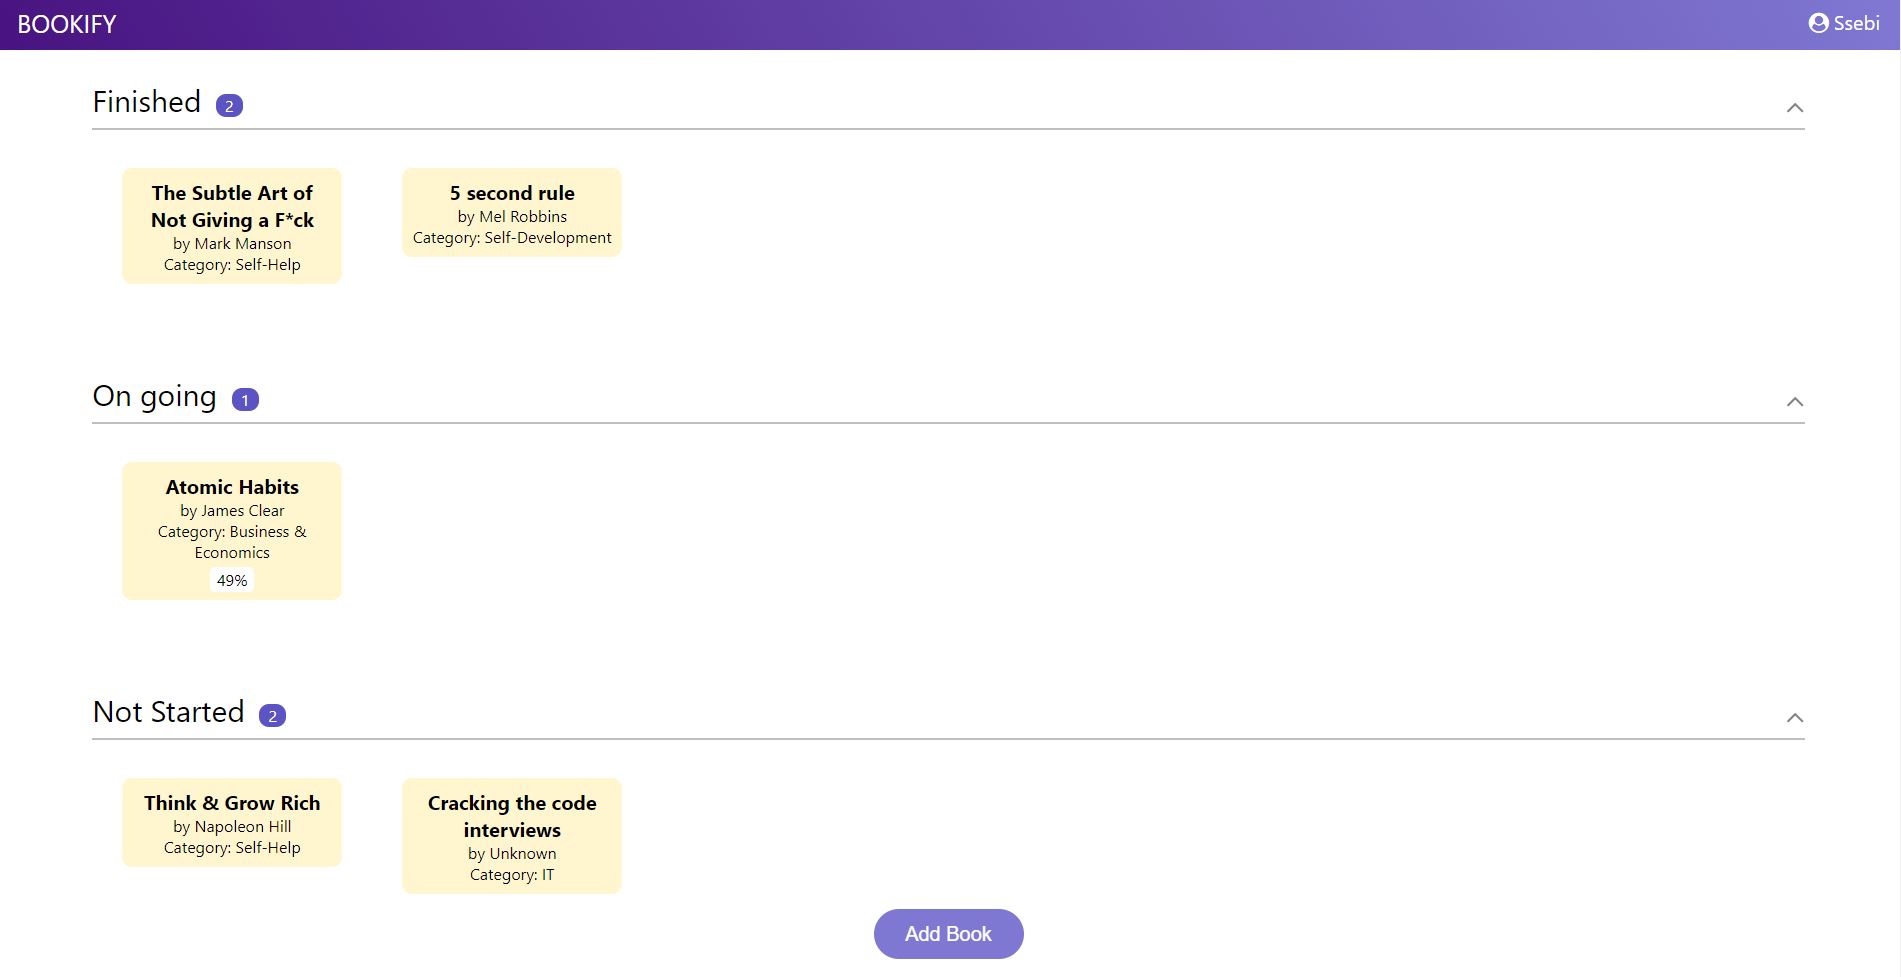 BOOKIFY
Ssebi
Finished 2
The Subtle Art of
Not Giving a F*ck
by Mark Manson
Category: Self-Help
5 second rule
by Mel Robbins
Category: Self-Development
On going 1
Atomic Habits
by James Clear
Category: Business &
Economics
49%
Not Started 2
Think & Grow Rich
by Napoleon Hill
Category: Self-Help
Cracking the code
interviews
by Unknown
Category: IT
Add Book